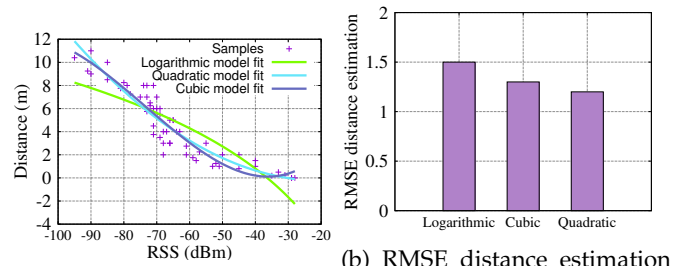 12
10
8
6
4
2
0
-2
-4
-100 -90 -80 -70 -60 -50 -40 -30 -20
Distance (m)
RSS (dBm)
Samples
Logarithmic model fit
Quadratic model fit
Cubic model fit
2
1.5
1
0.5
0
RMSE distance estimation
Logarithmic Cubic Quadratic
(b) RMSE distance estimation